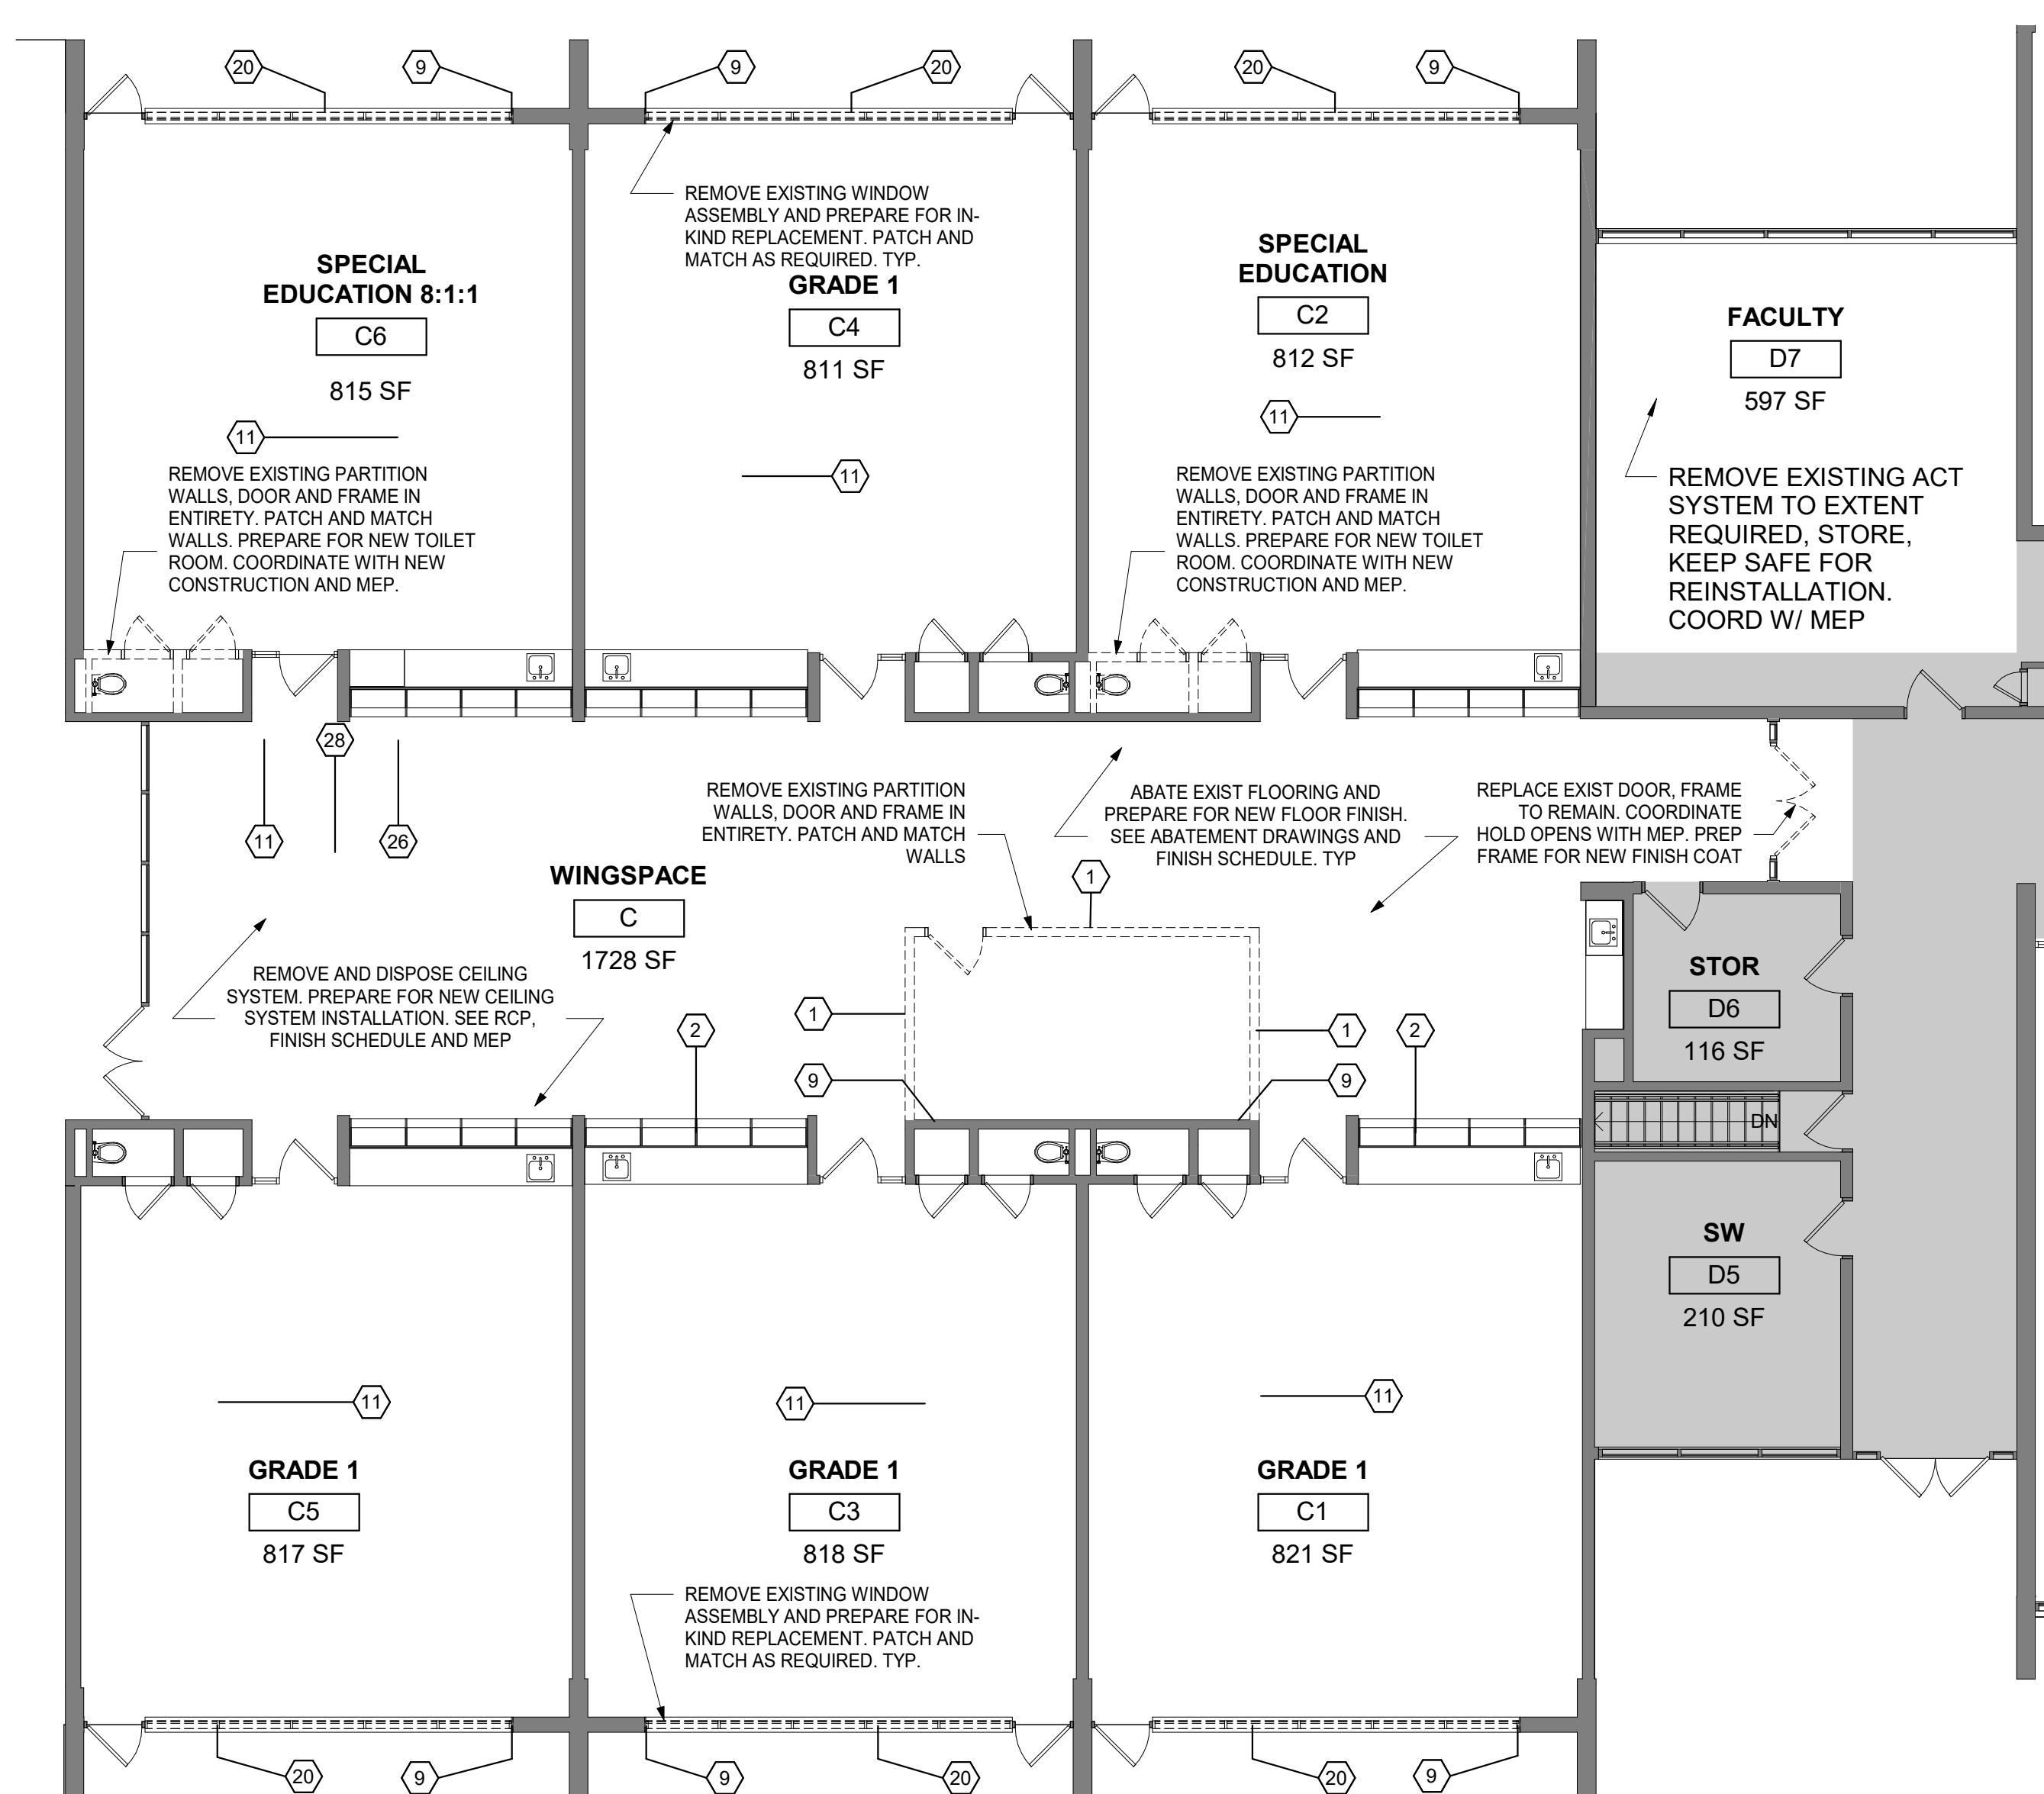 20
9
9
20
20
9
REMOVE EXISTING WINDOW
ASSEMBLY AND PREPARE FOR IN-
KIND REPLACEMENT. PATCH AND
MATCH AS REQUIRED. TYP.
SPECIAL
EDUCATION 8:1:1
C6
815 SF
11
GRADE 1
C4
811 SF
11
SPECIAL
EDUCATION
C2
812 SF
11
FACULTY
D7
597 SF
REMOVE EXISTING PARTITION
WALLS, DOOR AND FRAME IN
ENTIRETY. PATCH AND MATCH
WALLS. PREPARE FOR NEW TOILET
ROOM. COORDINATE WITH NEW
CONSTRUCTION AND MEP.
REMOVE EXISTING PARTITION
WALLS, DOOR AND FRAME IN
ENTIRETY. PATCH AND MATCH
WALLS. PREPARE FOR NEW TOILET
ROOM. COORDINATE WITH NEW
CONSTRUCTION AND MEP.
REMOVE EXISTING ACT
SYSTEM TO EXTENT
REQUIRED, STORE,
KEEP SAFE FOR
REINSTALLATION.
COORD W/ MEP
28
11
26
REMOVE EXISTING PARTITION
WALLS, DOOR AND FRAME IN
ENTIRETY. PATCH AND MATCH
WALLS
ABATE EXIST FLOORING AND
PREPARE FOR NEW FLOOR FINISH.
SEE ABATEMENT DRAWINGS AND
FINISH SCHEDULE. TYP
REPLACE EXIST DOOR, FRAME
TO REMAIN. COORDINATE
HOLD OPENS WITH MEP. PREP
FRAME FOR NEW FINISH COAT
WINGSPACE
C
1728 SF
1
REMOVE AND DISPOSE CEILING
SYSTEM. PREPARE FOR NEW CEILING
SYSTEM INSTALLATION. SEE RCP,
FINISH SCHEDULE AND MEP
2
1
1
2
9
9
STOR
D6
116 SF
DN
SW
D5
210 SF
11
11
11
GRADE 1
C5
817 SF
GRADE 1
C3
818 SF
GRADE 1
C1
821 SF
REMOVE EXISTING WINDOW
ASSEMBLY AND PREPARE FOR IN-
KIND REPLACEMENT. PATCH AND
MATCH AS REQUIRED. TYP.
20
9
9
20
20
9